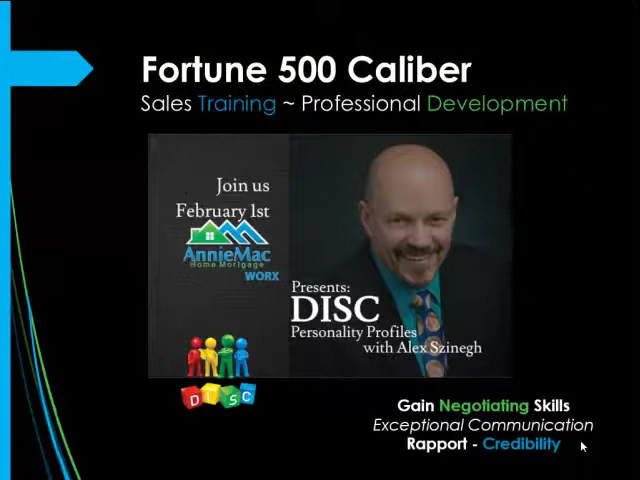 Fortune 500 Caliber
Sales Training ~ Professional Development
Join us
February 1st
AnnieMac
Home Mortgage
WORX
Presents:
DISC
Personality Profiles
with Alex Szinegh
D I S C
Gain Negotiating Skills
Exceptional Communication
Rapport - Credibility